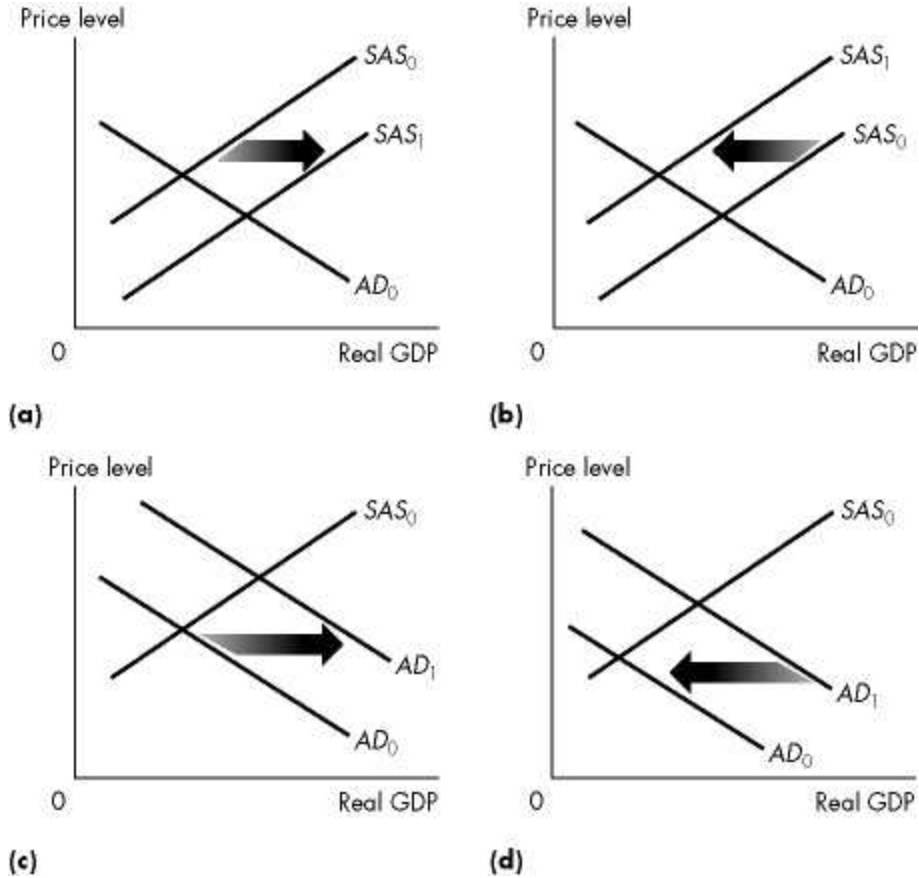 Price level
SAS₀
SAS₁
AD₀
0
Real GDP
(a)
Price level
SAS₁
SAS₀
AD₀
0
Real GDP
(b)
Price level
SAS₀
AD₁
AD₀
0
Real GDP
(c)
Price level
SAS₀
AD₁
AD₀
0
Real GDP
(d)